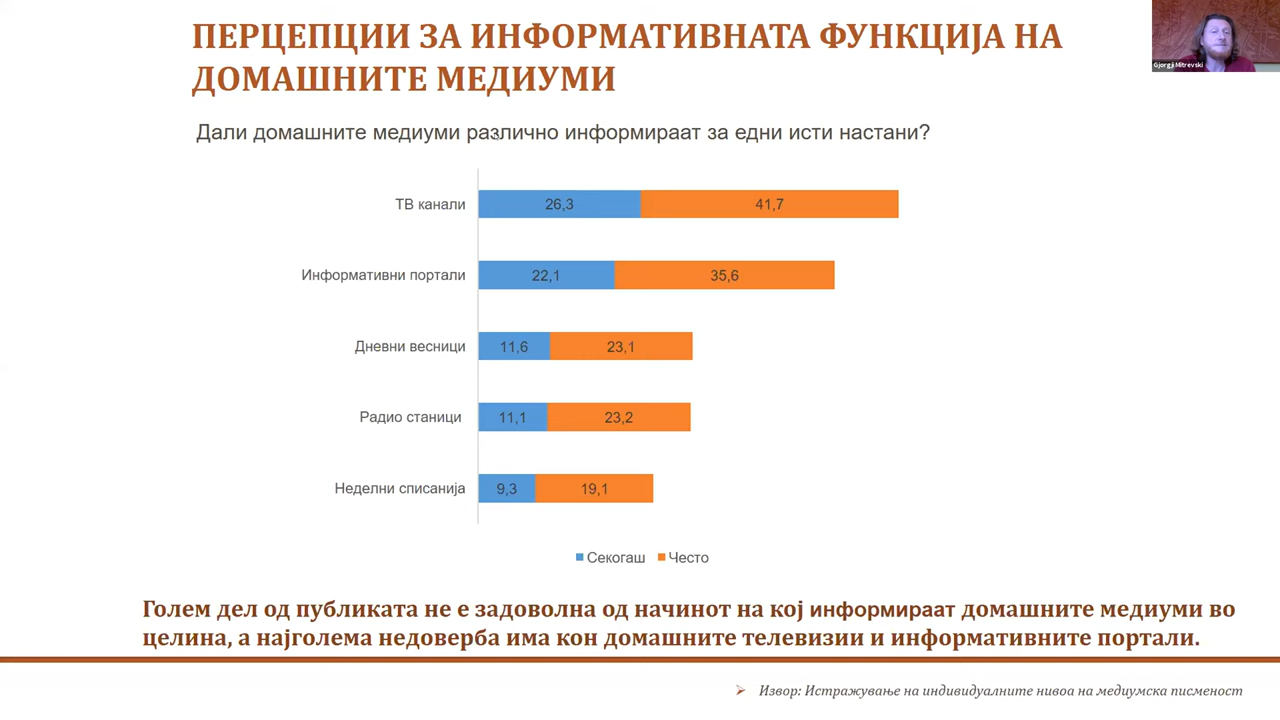 ПЕРЦЕПЦИИ ЗА ИНФОРМАТИВНАТА ФУНКЦИЈА НА
ДОМАШНИТЕ МЕДИУМИ
Gjorgji Mitrevski
Дали домашните медиуми различно информираат за едни исти настани?
ТВ канали 26,3 41,7
Информативни портали 22,1 35,6
Дневни весници 11,6 23,1
Радио станици 11,1 23,2
Неделни списанија 9,3 19,1
Секогаш Често
Голем дел од публиката не е задоволна од начинот на кој информираат домашните медиуми во
целина, а најголема недоверба има кон домашните телевизии и информативните портали.
Извор: Истражување на индивидуалните нивоа на медиумска писменост